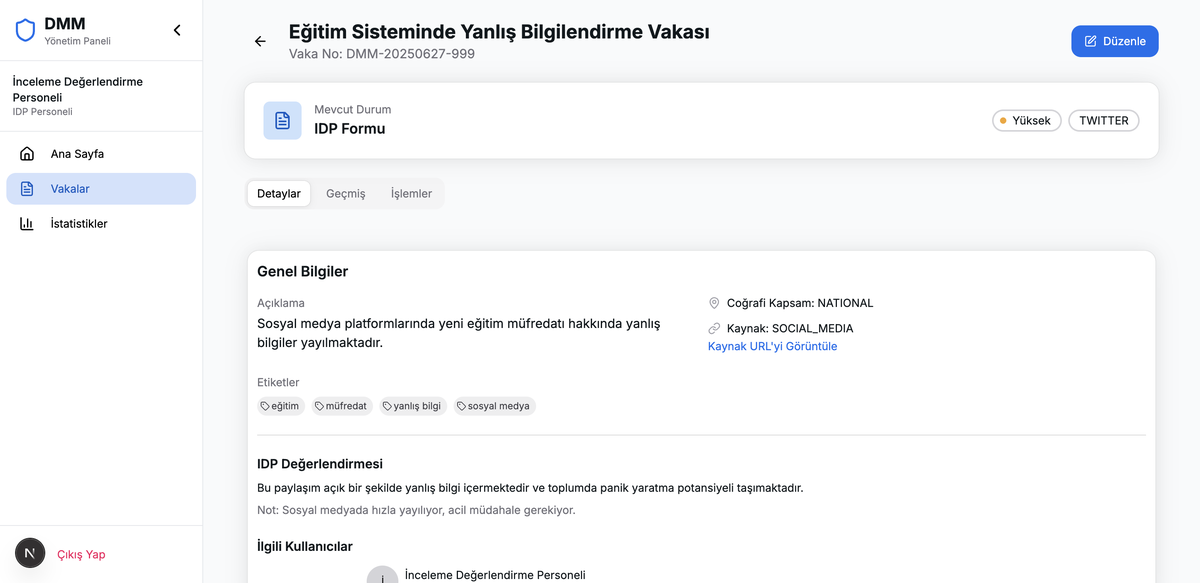 DMM
Yönetim Paneli
İnceleme Değerlendirme
Personeli
IDP Personeli
Ana Sayfa
Vakalar
İstatistikler
N
Çıkış Yap
Eğitim Sisteminde Yanlış Bilgilendirme Vakası
Vaka No: DMM-20250627-999
Düzenle
Mevcut Durum
IDP Formu
Yüksek
TWITTER
Detaylar
Geçmiş
İşlemler
Genel Bilgiler
Açıklama
Sosyal medya platformlarında yeni eğitim müfredatı hakkında yanlış
bilgiler yayılmaktadır.
Coğrafi Kapsam: NATIONAL
Kaynak: SOCIAL_MEDIA
Kaynak URL'yi Görüntüle
Etiketler
eğitim
müfredat
yanlış bilgi
sosyal medya
IDP Değerlendirmesi
Bu paylaşım açık bir şekilde yanlış bilgi içermektedir ve toplumda panik yaratma potansiyeli taşımaktadır.
Not: Sosyal medyada hızla yayılıyor, acil müdahale gerekiyor.
İlgili Kullanıcılar
İ
İnceleme Değerlendirme Personeli